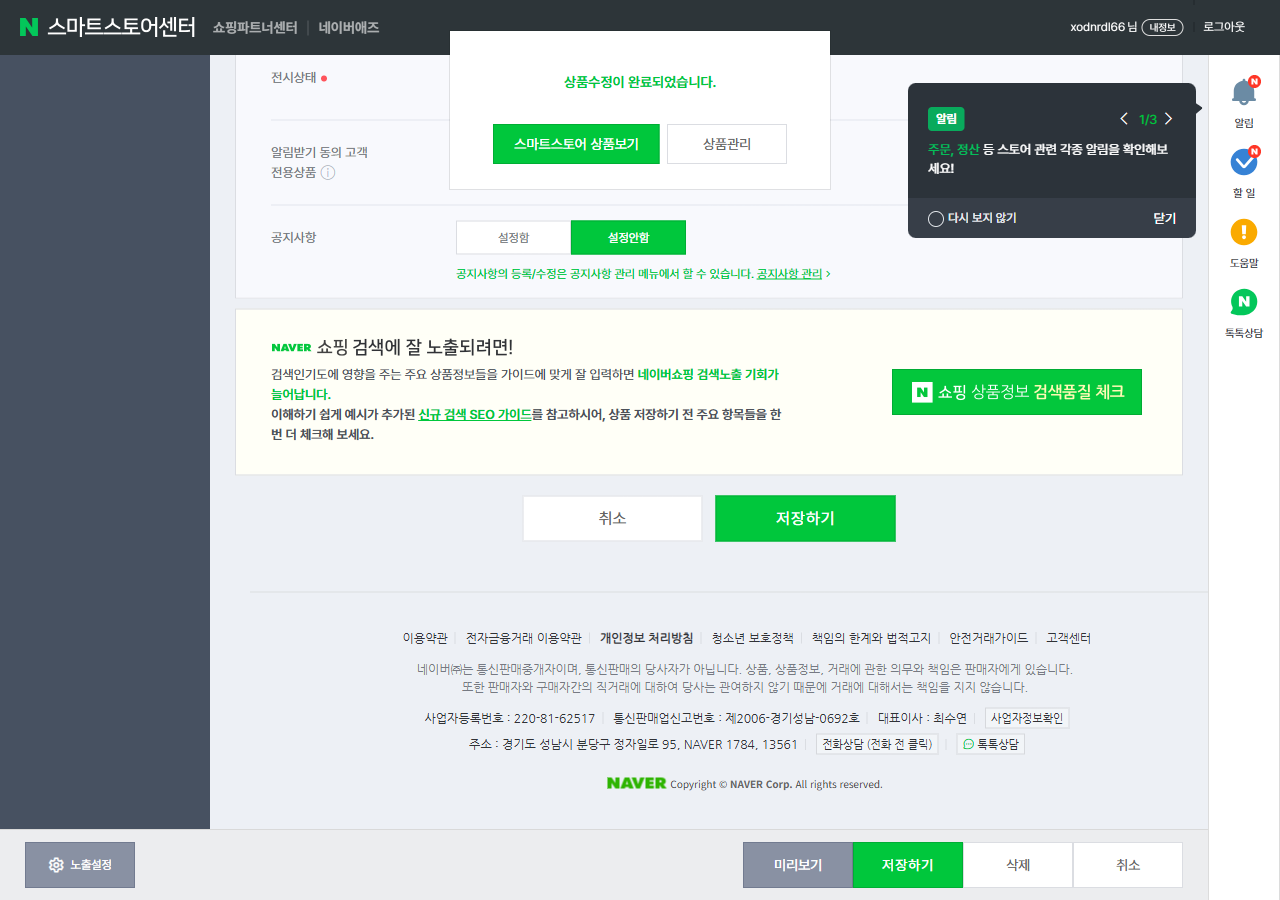 스마트스토어센터
쇼핑파트너센터 네이버애즈
xodnrdl66 님 내정보 로그아웃
상품수정이 완료되었습니다.
스마트스토어 상품보기 상품관리
전시상태
알림받기 동의 고객
전용상품
공지사항
설정함 설정안함
공지사항의 등록/수정은 공지사항 관리 메뉴에서 할 수 있습니다. 공지사항 관리 >
알림 1/3
주문, 정산 등 스토어 관련 각종 알림을 확인해보
세요!
다시 보지 않기 닫기
N
알림
N
할 일
도움말
N
톡톡상담
NAVER 쇼핑 검색에 잘 노출되려면!
검색인기도에 영향을 주는 주요 상품정보들을 가이드에 맞게 잘 입력하면 네이버쇼핑 검색노출 기회가
늘어납니다.
이해하기 쉽게 예시가 추가된 신규 검색 SEO 가이드를 참고하시어, 상품 저장하기 전 주요 항목들을 한
번 더 체크해 보세요.
N 쇼핑 상품정보 검색품질 체크
취소 저장하기
이용약관 전자금융거래 이용약관 개인정보 처리방침 청소년 보호정책 책임의 한계와 법적고지 안전거래가이드 고객센터
네이버㈜는 통신판매중개자이며, 통신판매의 당사자가 아닙니다. 상품, 상품정보, 거래에 관한 의무와 책임은 판매자에게 있습니다.
또한 판매자와 구매자간의 직거래에 대하여 당사는 관여하지 않기 때문에 거래에 대해서는 책임을 지지 않습니다.
사업자등록번호 : 220-81-62517 통신판매업신고번호 : 제2006-경기성남-0692호 대표이사 : 최수연 사업자정보확인
주소 : 경기도 성남시 분당구 정자일로 95, NAVER 1784, 13561 전화상담 (전화 전 클릭) 톡톡상담
NAVER Copyright © NAVER Corp. All rights reserved.
노출설정 미리보기 저장하기 삭제 취소